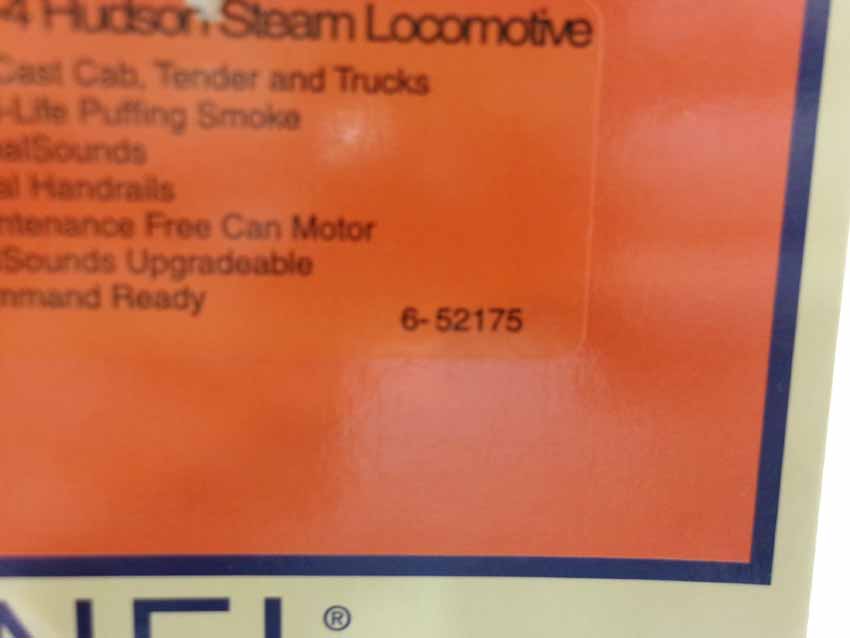 -4 Hudson Steam Locomotive
Cast Cab, Tender and Trucks
-Life Puffing Smoke
alSounds
al Handrails
ntenance Free Can Motor
Sounds Upgradeable
mmand Ready
6-52175
NEL®